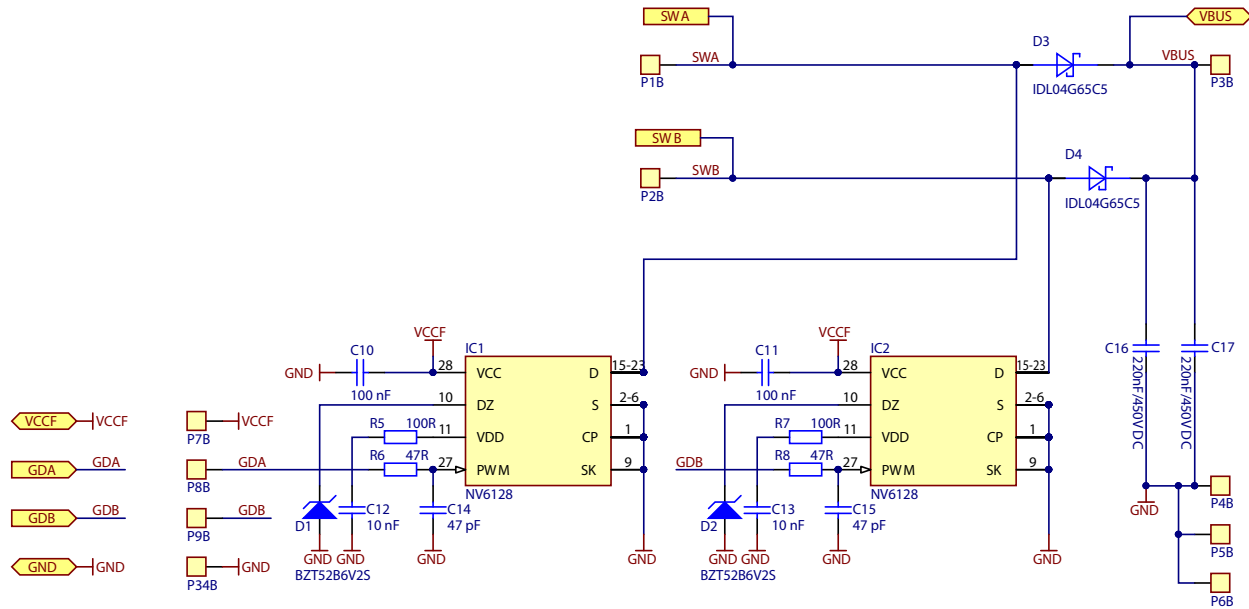 SWA
VBUS
D3
SWA
VBUS
P1B
IDL04G65C5
P3B
SWB
D4
SWB
P2B
IDL04G65C5
VCCF
VCCF
C10
IC1
C11
IC2
C16
C17
GND
28
VCC
D
15-23
GND
28
VCC
D
15-23
100 nF
100 nF
220nF/450V DC
220nF/450V DC
10
DZ
S
2-6
10
DZ
S
2-6
VCCF
VCCF
VCCF
P7B
R5
100R
11
VDD
CP
1
R7
100R
11
VDD
CP
1
GDA
GDA
GDA
R6
47R
27
PWM
SK
9
GDB
R8
47R
27
PWM
SK
9
P8B
NV6128
NV6128
P4B
GND
GDB
GDB
GDB
P9B
D1
C12
10 nF
C14
47 pF
D2
C13
10 nF
C15
47 pF
P5B
GND
GND
GND
GND
GND
GND
GND
GND
GND
GND
GND
P34B
BZT52B6V2S
BZT52B6V2S
P6B